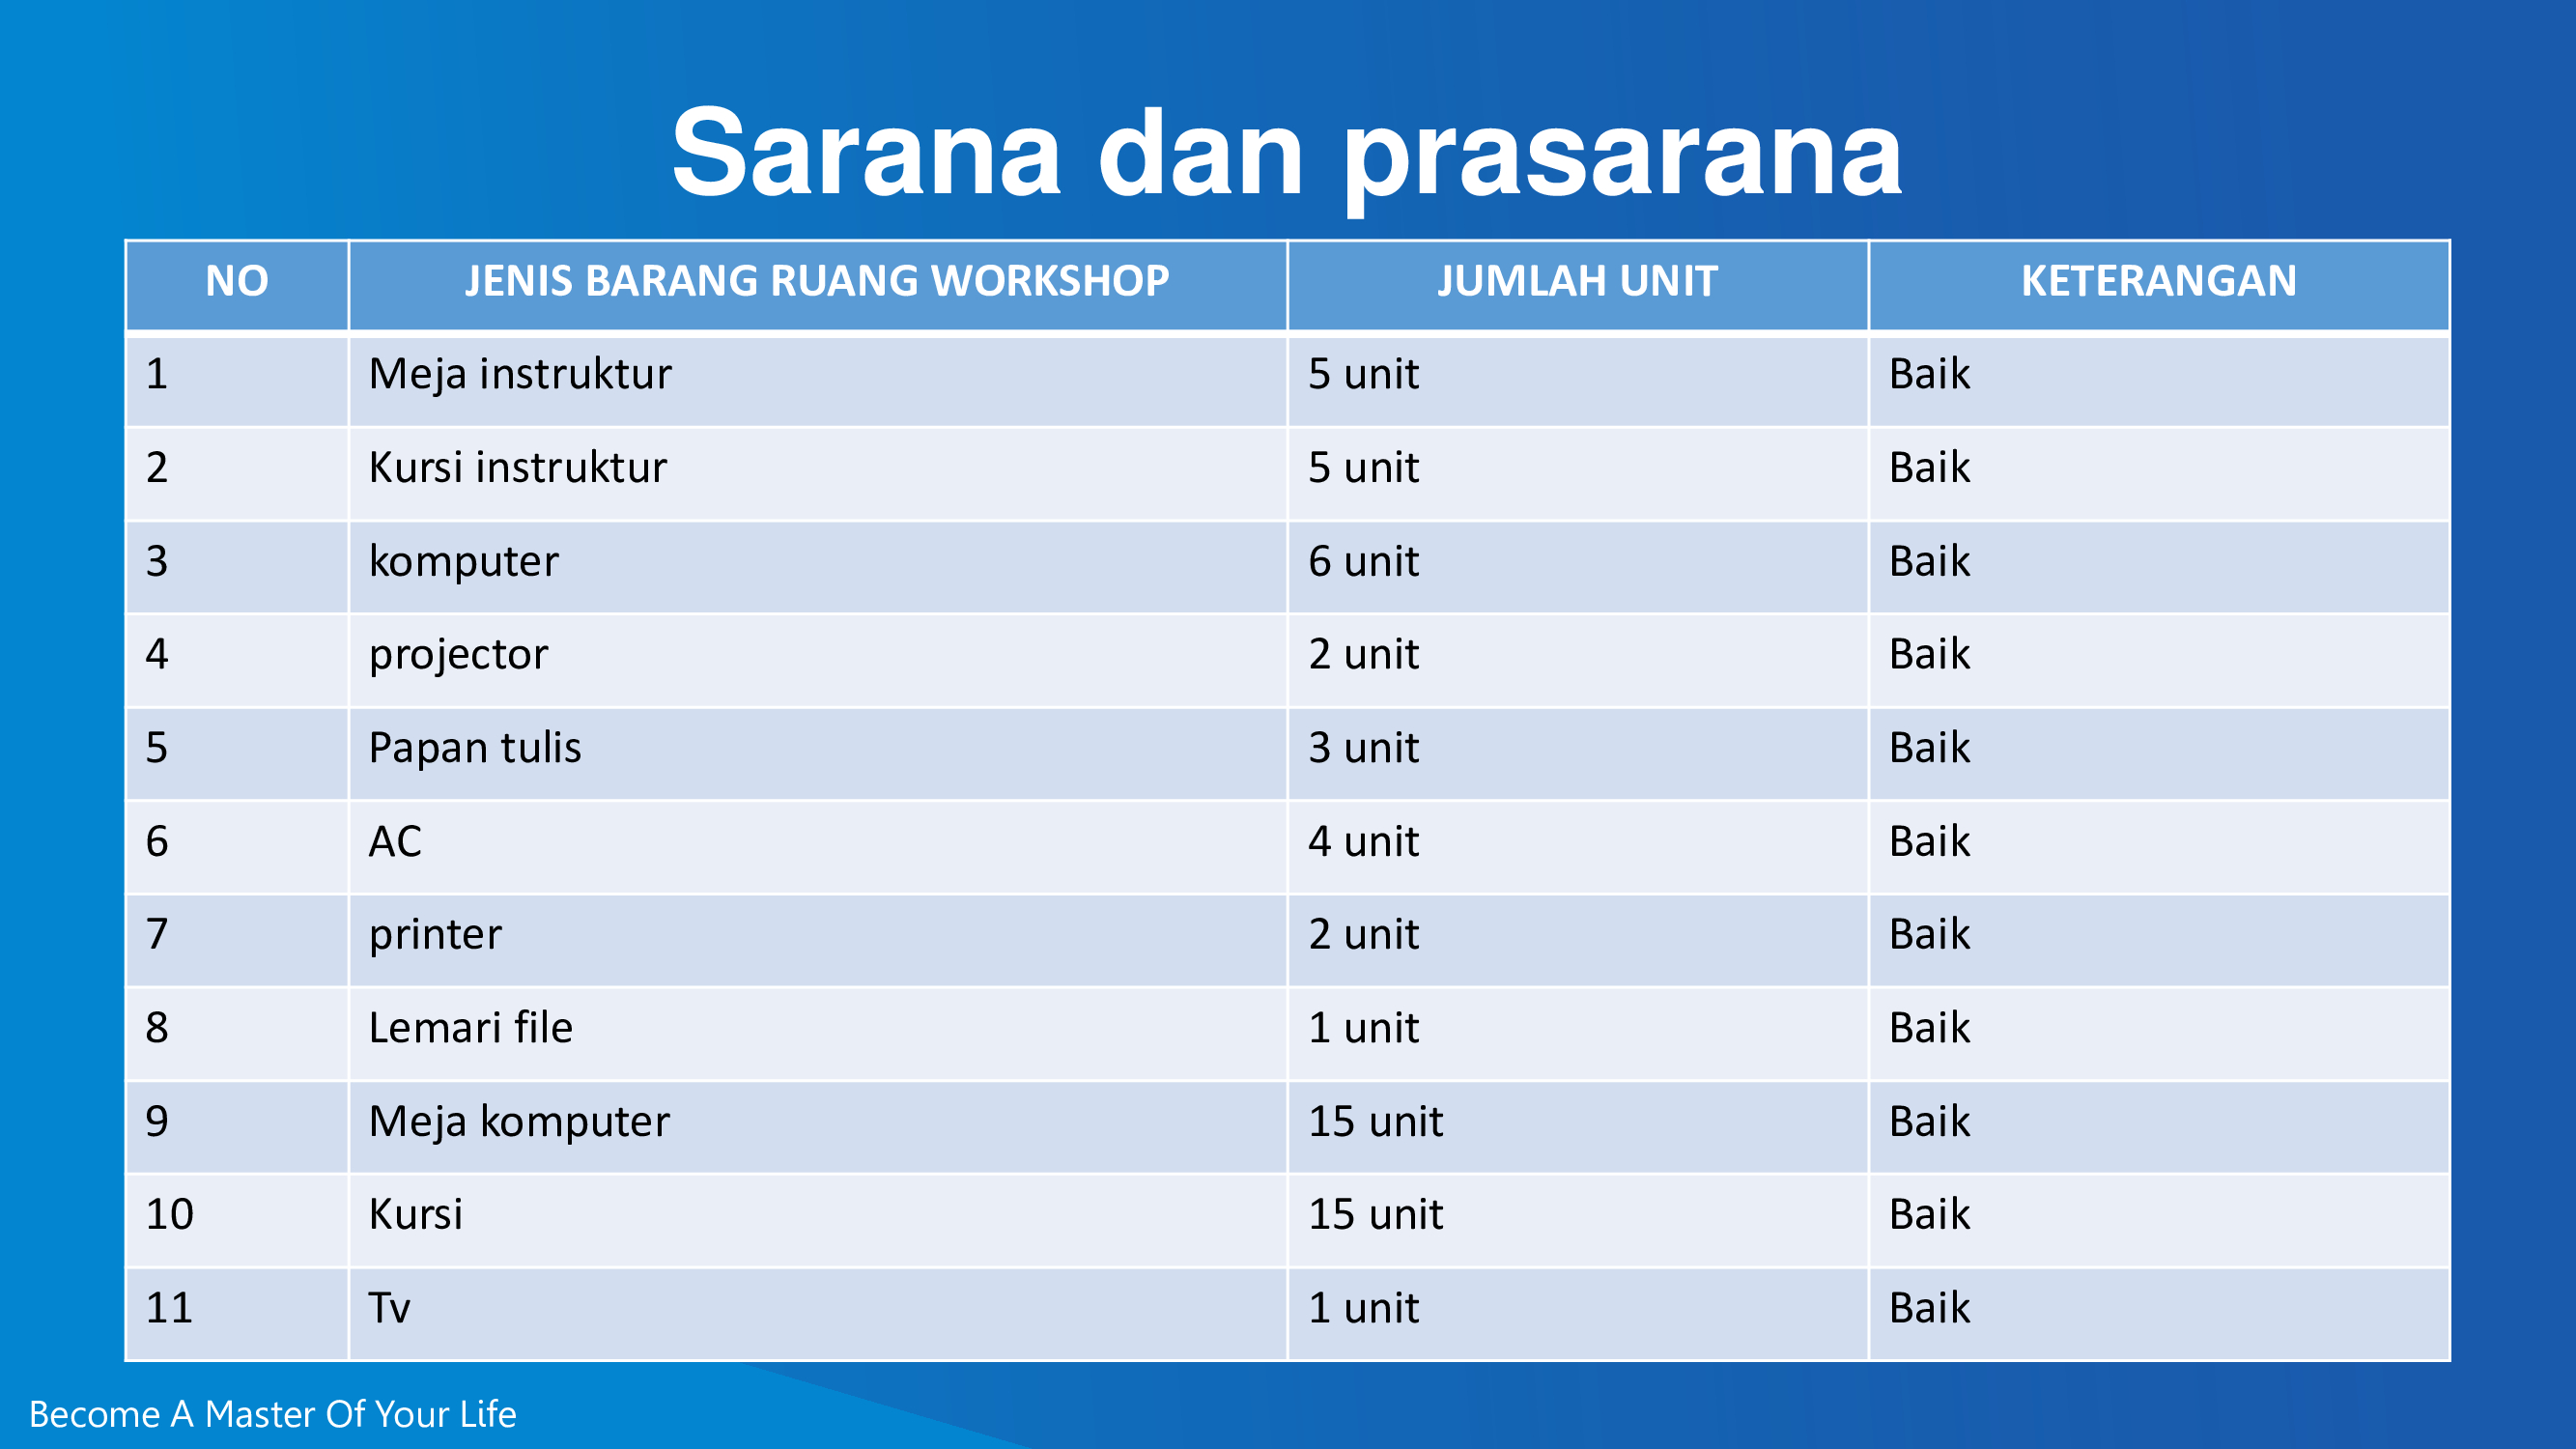 Sarana dan prasarana
NO JENIS BARANG RUANG WORKSHOP JUMLAH UNIT KETERANGAN
1 Meja instruktur 5 unit Baik
2 Kursi instruktur 5 unit Baik
3 komputer 6 unit Baik
4 projector 2 unit Baik
5 Papan tulis 3 unit Baik
6 AC 4 unit Baik
7 printer 2 unit Baik
8 Lemari file 1 unit Baik
9 Meja komputer 15 unit Baik
10 Kursi 15 unit Baik
11 Tv 1 unit Baik
Become A Master Of Your Life